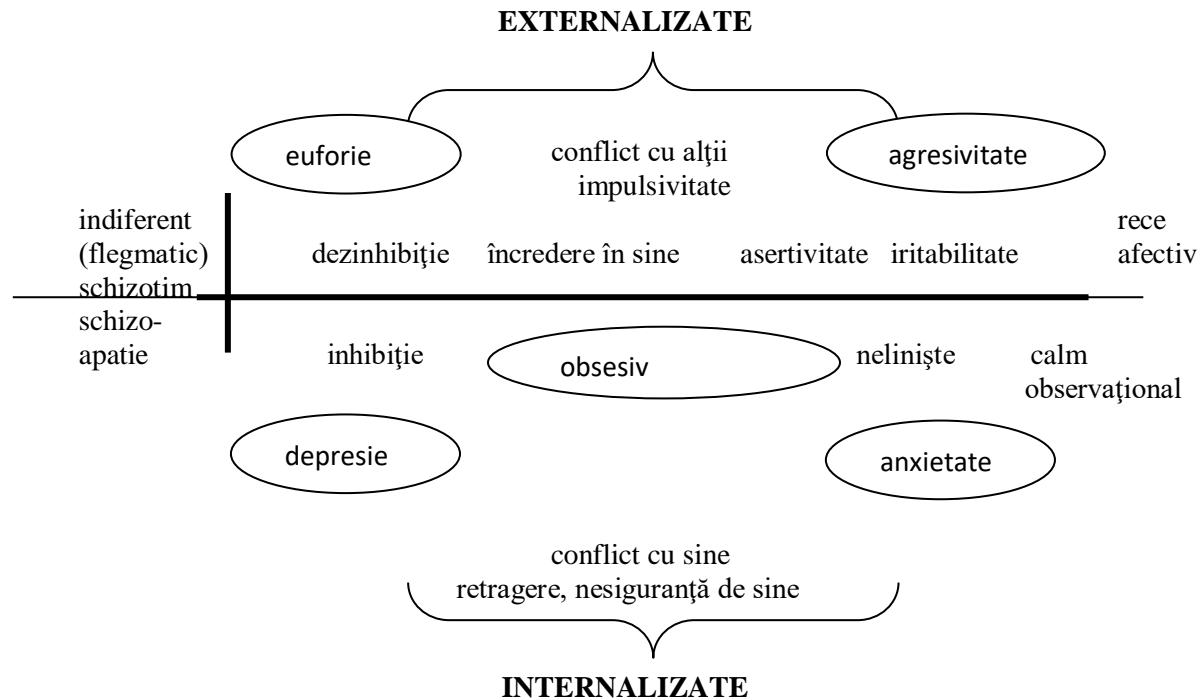 EXTERNALIZATE
euforie
conflict cu alţii
impulsivitate
agresivitate
indiferent
(flegmatic)
schizotim
schizo-
apatie
dezinhibiţie
încredere în sine
asertivitate
iritabilitate
rece
afectiv
inhibiţie
obsesiv
nelinişte
calm
observaţional
depresie
anxietate
conflict cu sine
retragere, nesiguranţă de sine
INTERNALIZATE